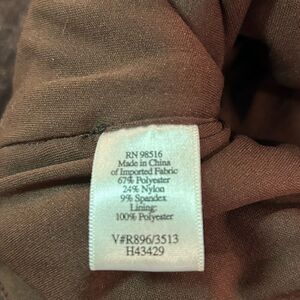 RN 98516
Made in China
of Imported Fabric
67% Polyester
24% Nylon
9% Spandex
Lining:
100% Polyester
V#R896/3513
H43429